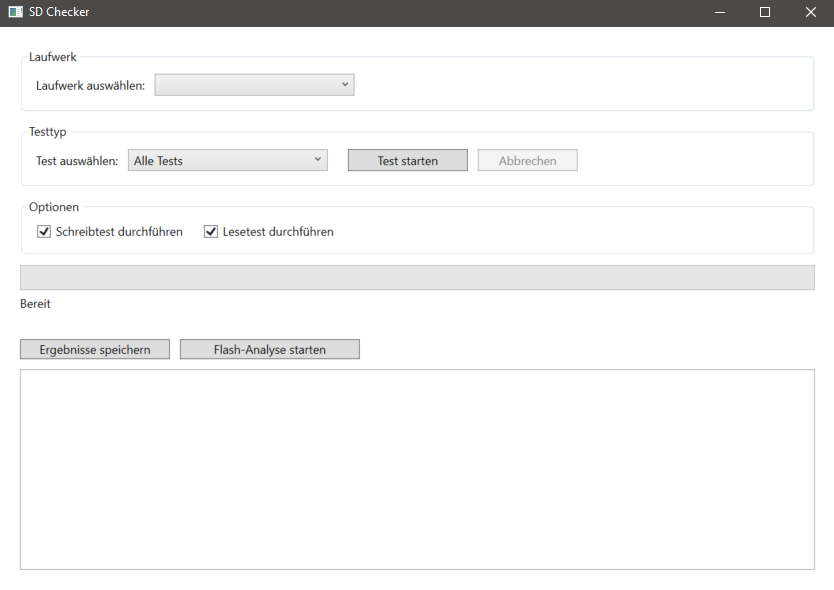 SD Checker
Laufwerk
Laufwerk auswählen:
Testtyp
Test auswählen: Alle Tests Test starten Abbrechen
Optionen
Schreibtest durchführen Lesetest durchführen
Bereit
Ergebnisse speichern Flash-Analyse starten